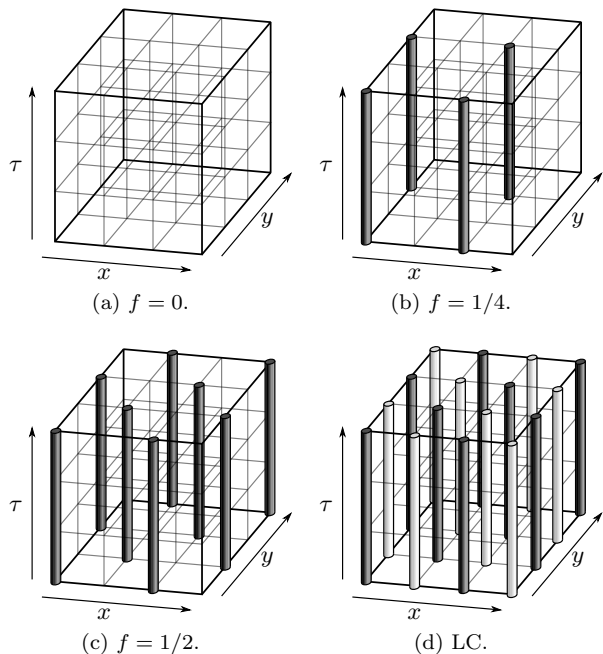 τ
y
x
(a) f = 0.
τ
y
x
(b) f = 1/4.
τ
y
x
(c) f = 1/2.
τ
y
x
(d) LC.